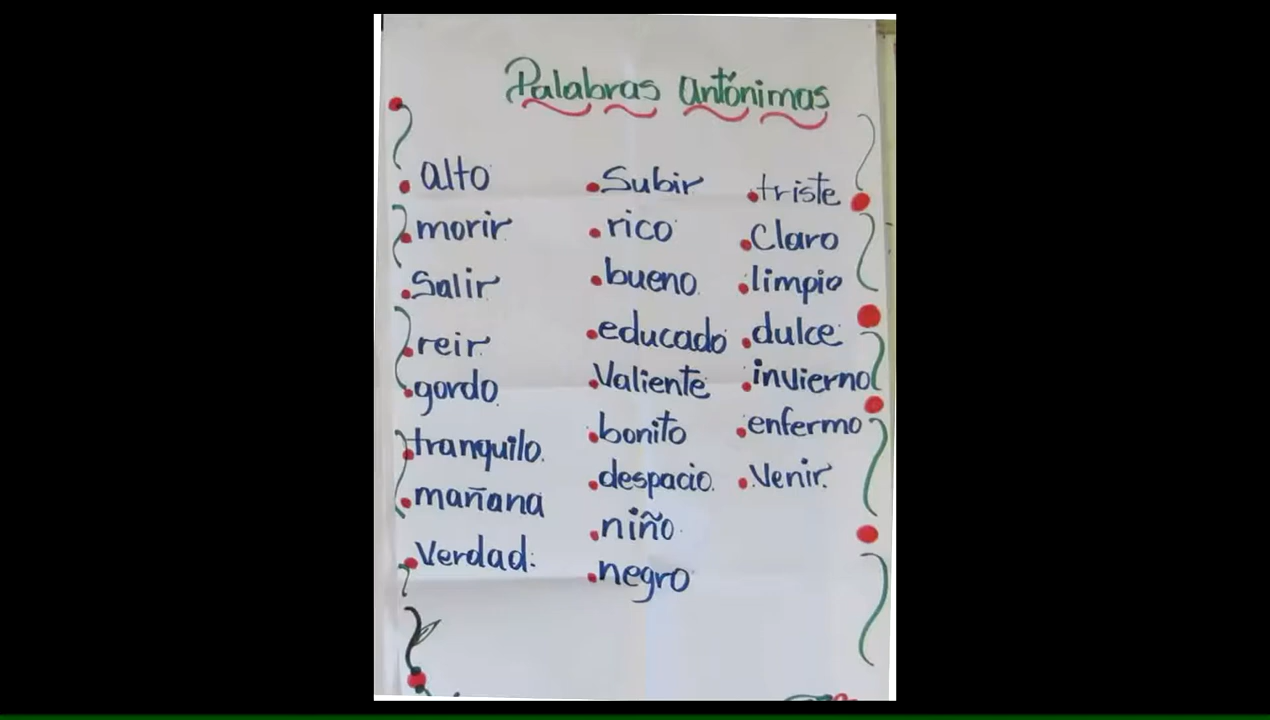 Palabras antónimas
alto
morir
Salir
reir
gordo
tranquilo.
mañana
Verdad.
Subir
rico
bueno
educado
Valiente
bonito
despacio
niño
negro
triste
Claro
limpio
dulce
invierno
enfermo
Venir